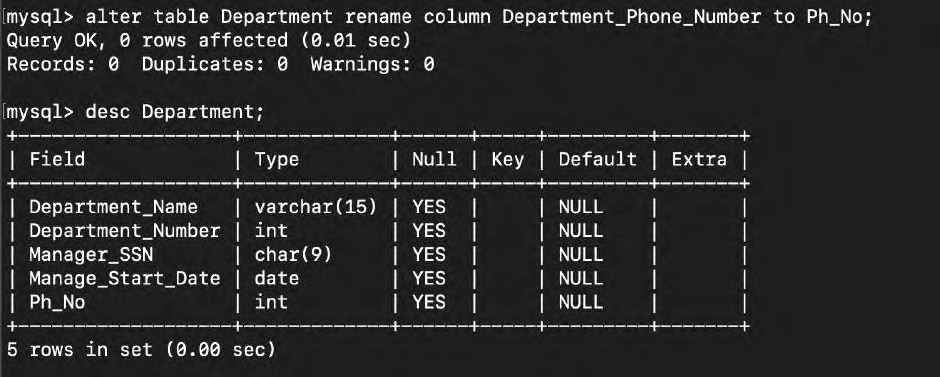 [mysql> alter table Department rename column Department_Phone_Number to Ph_No;
Query OK, 0 rows affected (0.01 sec)
Records: 0  Duplicates: 0  Warnings: 0

[mysql> desc Department;
+-------------------+-------------+------+-----+---------+-------+
| Field             | Type        | Null | Key | Default | Extra |
+-------------------+-------------+------+-----+---------+-------+
| Department_Name   | varchar(15) | YES  |     | NULL    |       |
| Department_Number | int         | YES  |     | NULL    |       |
| Manager_SSN       | char(9)     | YES  |     | NULL    |       |
| Manage_Start_Date | date        | YES  |     | NULL    |       |
| Ph_No             | int         | YES  |     | NULL    |       |
+-------------------+-------------+------+-----+---------+-------+
5 rows in set (0.00 sec)